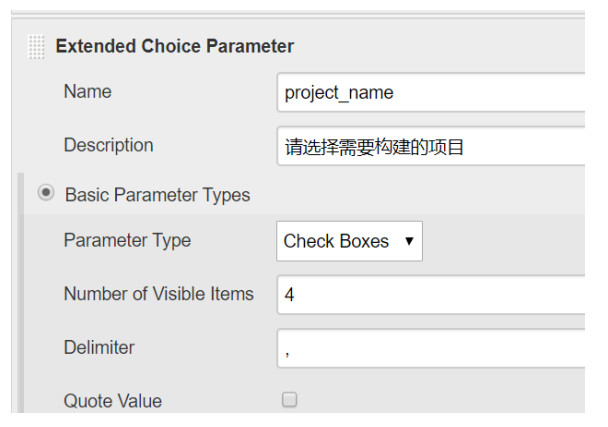 Extended Choice Parameter
Name project_name
Description 请选择需要构建的项目
Basic Parameter Types
Parameter Type Check Boxes ▼
Number of Visible Items 4
Delimiter ,
Quote Value